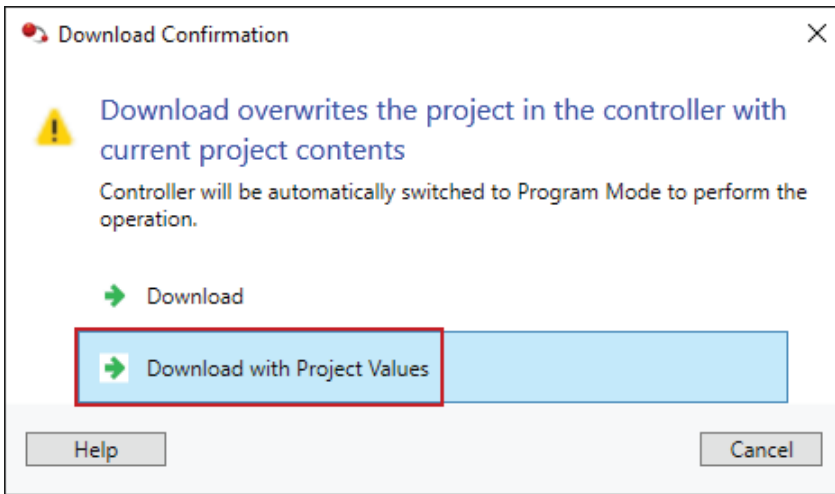 Download Confirmation
Download overwrites the project in the controller with
current project contents
Controller will be automatically switched to Program Mode to perform the
operation.
Download
Download with Project Values
Help
Cancel